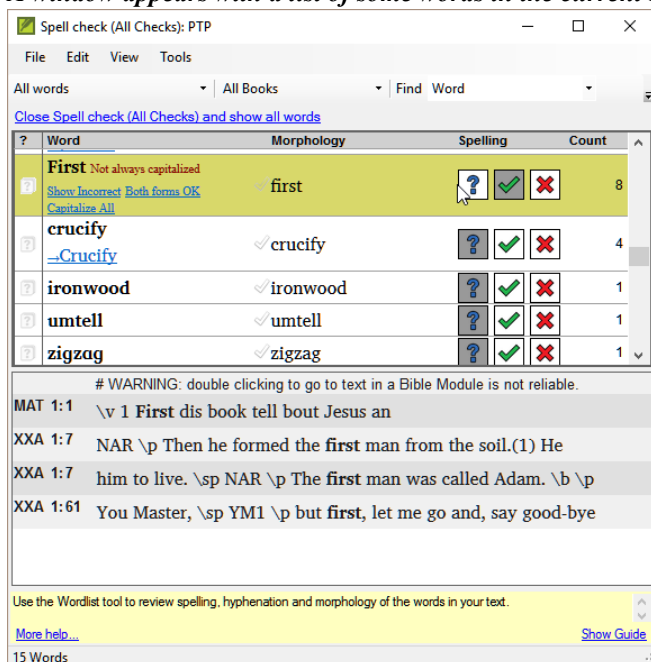 Spell check (All Checks): PTP
File Edit View Tools
All words All Books Find Word
Close Spell check (All Checks) and show all words
? Word Morphology Spelling Count
First Not always capitalized
Show Incorrect Both forms OK
Capitalize All
first 8
crucify
→Crucify
crucify 4
ironwood ironwood 1
umtell umtell 1
zigzag zigzag 1
# WARNING: double clicking to go to text in a Bible Module is not reliable.
MAT 1:1 \v 1 First dis book tell bout Jesus an
XXA 1:7 NAR \p Then he formed the first man from the soil.(1) He
XXA 1:7 him to live. \sp NAR \p The first man was called Adam. \b \p
XXA 1:61 You Master, \sp YM1 \p but first, let me go and, say good-bye
Use the Wordlist tool to review spelling, hyphenation and morphology of the words in your text.
More help... Show Guide
15 Words